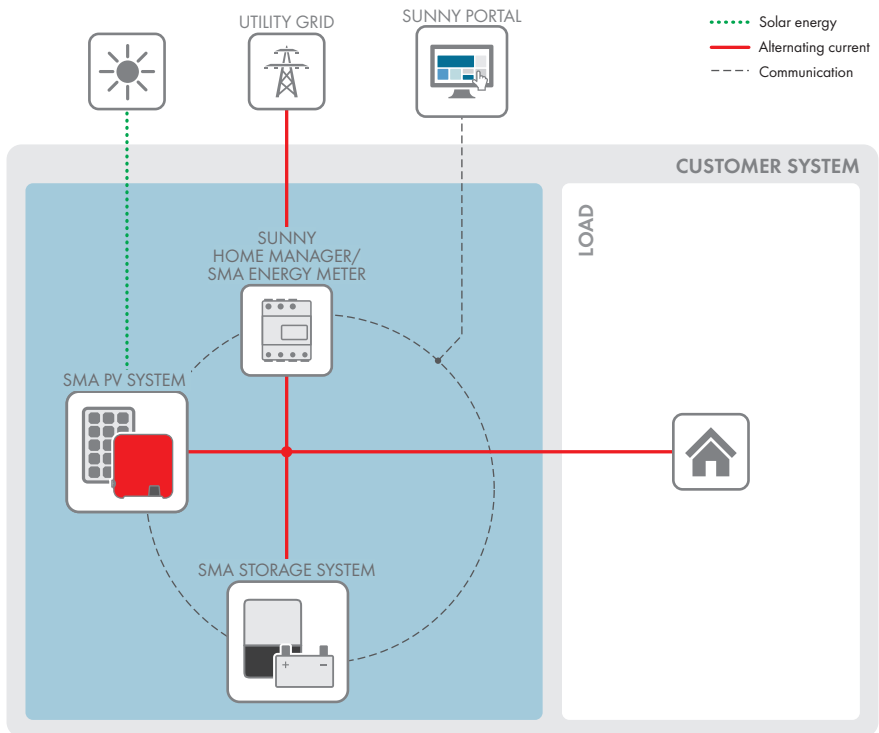 UTILITY GRID
SUNNY PORTAL
Solar energy
Alternating current
Communication
CUSTOMER SYSTEM
LOAD
SUNNY
HOME MANAGER/
SMA ENERGY METER
SMA PV SYSTEM
SMA STORAGE SYSTEM
+ −